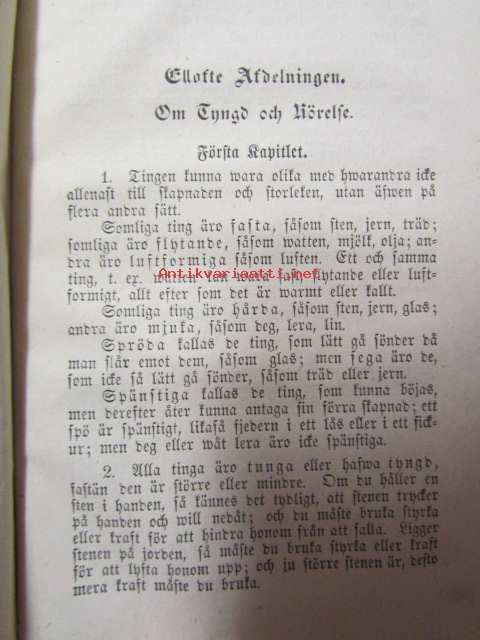 Ellofte Afdelningen.
Om Tyngd och Rörelse.
Första Kapitlet.
1. Tingen kunna wara olika med hwarandra icke
allenast till skapnaden och storleken, utan äfwen på
flera andra sätt.
Somliga ting äro fasta, såsom sten, jern, träd;
somliga äro flytande, såsom watten, mjölk, olja; an-
dra äro luftformiga såsom luften. Ett och samma
ting, t. ex. watten kan wara fast, flytande eller luft-
Antikvariaatti.net
formigt, allt efter som det är warmt eller kallt.
Somliga ting äro hårda, såsom sten, jern, glas;
andra äro mjuka, såsom deg, lera, lin.
Spröda kallas de ting, som lätt gå sönder då
man slår emot dem, såsom glas; men sega äro de,
som icke så lätt gå sönder, såsom träd eller jern.
Spänstiga kallas de ting, som kunna böjas,
men derefter åter kunna antaga sin förra skapnad; ett
spö är spänstigt, likaså fjedern i ett lås eller i ett fick-
ur; men deg eller wåt lera äro icke spänstiga.
2. Alla tinga äro tunga eller hafwa tyngd,
fastän den är större eller mindre. Om du håller en
sten i handen, så kännes det tydligt, att stenen trycker
på handen och will nedåt; och du måste bruka styrka
eller kraft för att hindra honom från att falla. Ligger
stenen på jorden, så måste du bruka styrka eller kraft
för att lyfta honom upp; och ju större stenen är, desto
mera kraft måste du bruka.